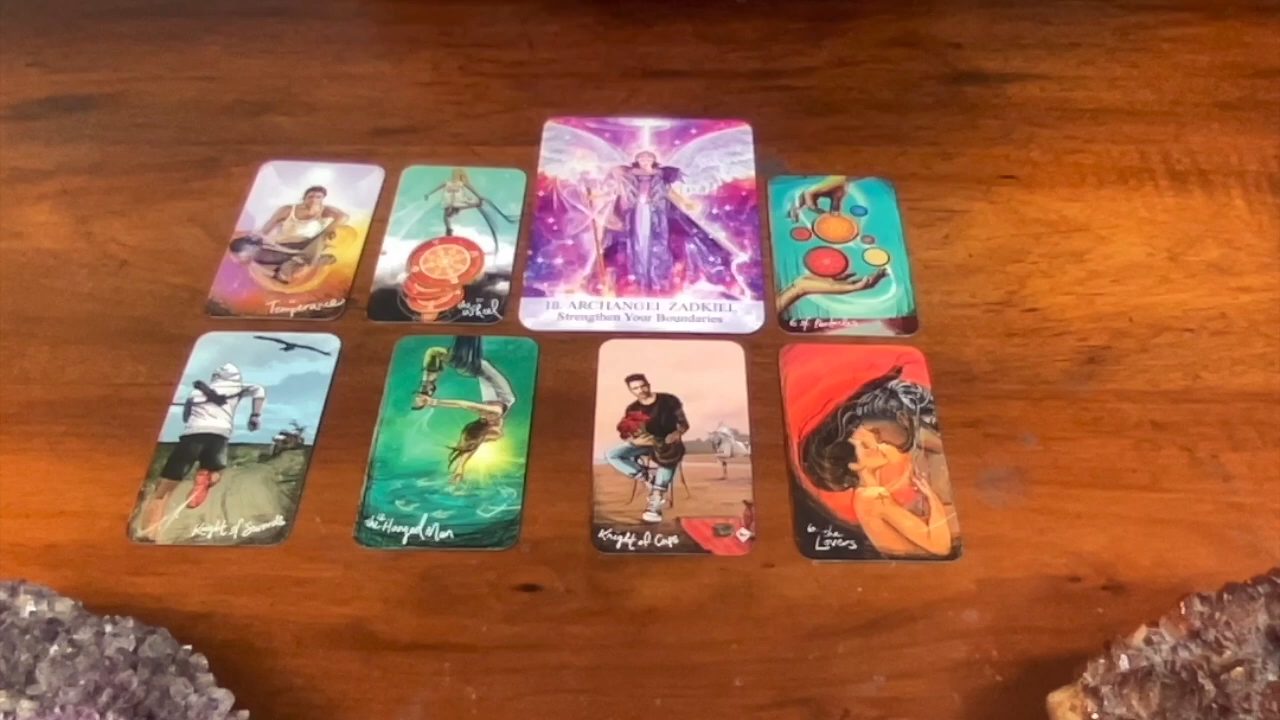 Temperance
the Wheel
18. ARCHANGEL ZADKIEL
Strengthen Your Boundaries
6 of Pentacles
Knight of Swords
the Hanged Man
Knight of Cups
6.
the
Lovers